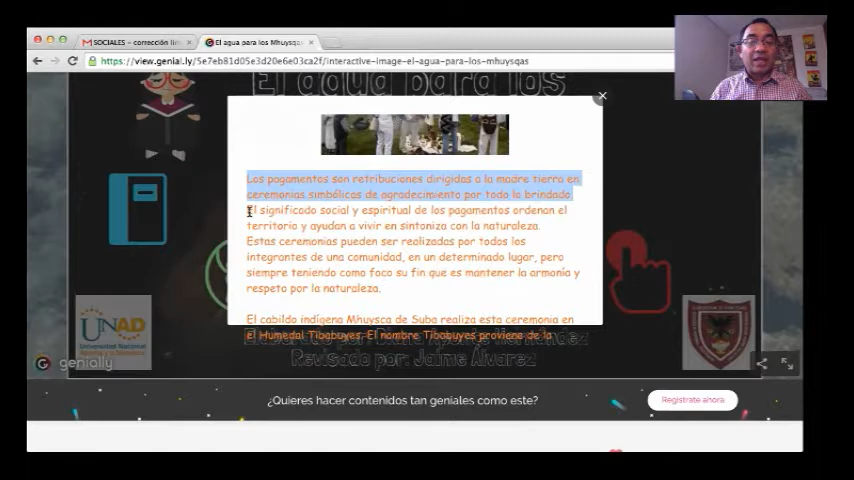 SOCIALES – corrección lin
El agua para los Mhuysqas
https://view.genial.ly/5e7eb81d05e3d20e6e03ca2f/interactive-image-el-agua-para-los-mhuysqas
El agua para los
Los pagamentos son retribuciones dirigidas a la madre tierra en
ceremonias simbólicas de agradecimiento por todo lo brindado.
El significado social y espiritual de los pagamentos ordenan el
territorio y ayudan a vivir en sintoniza con la naturaleza.
Estas ceremonias pueden ser realizadas por todos los
integrantes de una comunidad, en un determinado lugar, pero
siempre teniendo como foco su fin que es mantener la armonía y
respeto por la naturaleza.
El cabildo indígena Mhuysca de Suba realiza esta ceremonia en
el Humedal Tibabuyes. El nombre Tibabuyes proviene de la
UNAD
Universidad Nacional
Hernández
Revisado por: Jaime Alvarez
genially
¿Quieres hacer contenidos tan geniales como este?
Regístrate ahora